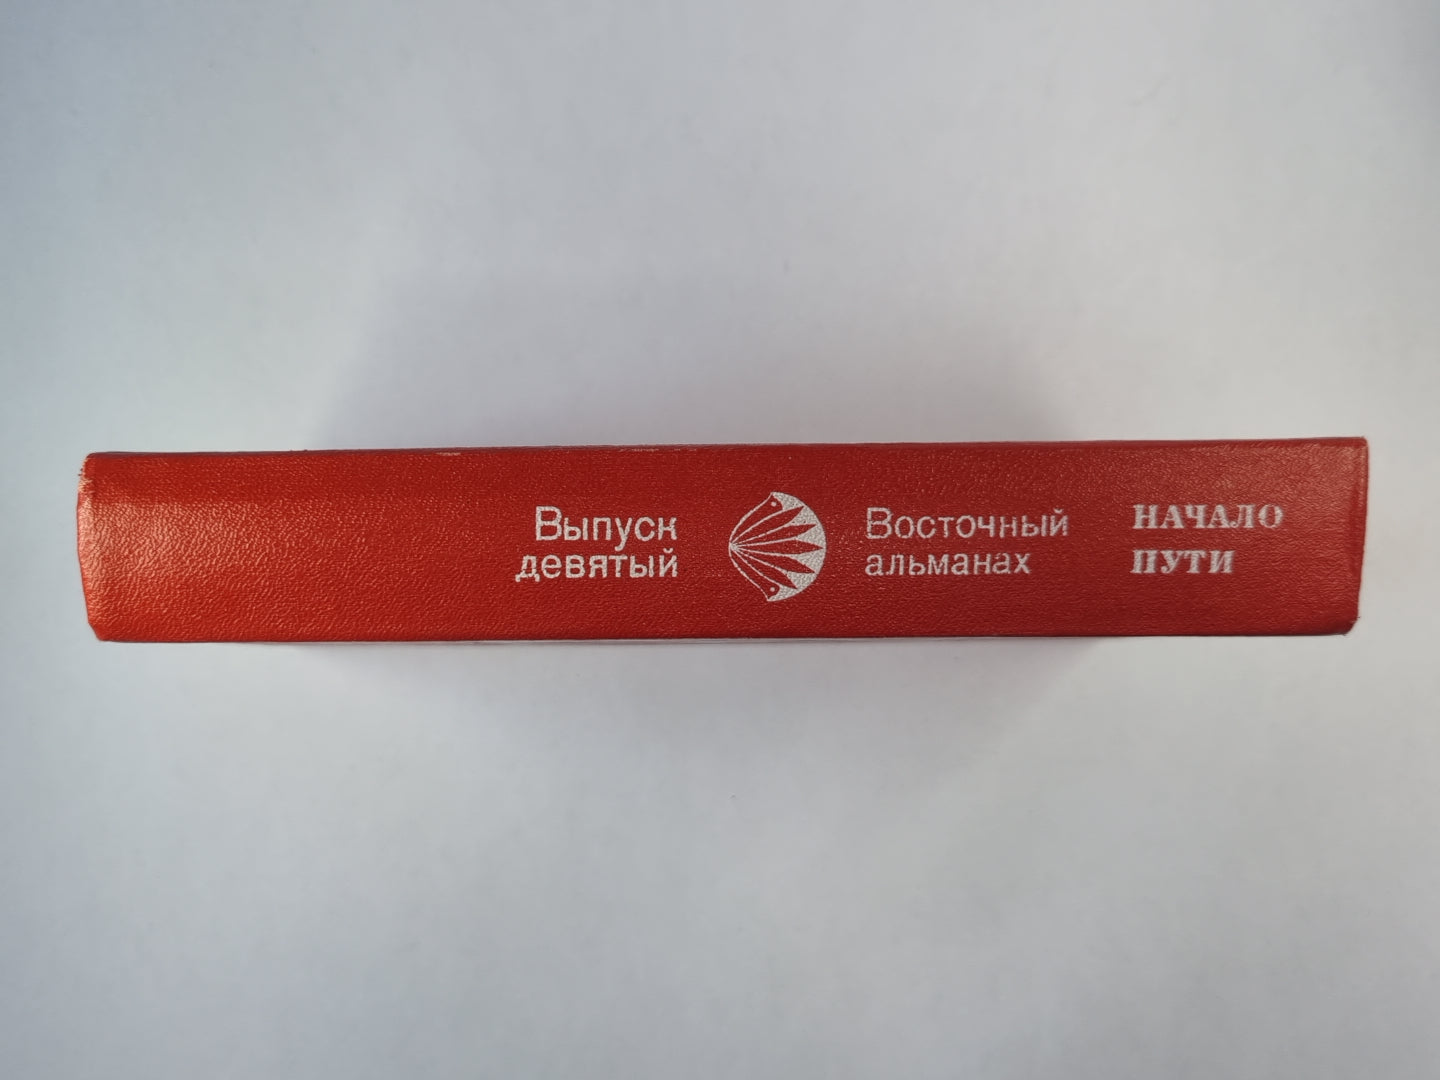 Выпуск
девятый
Восточный
альманах
НАЧАЛО
ПУТИ